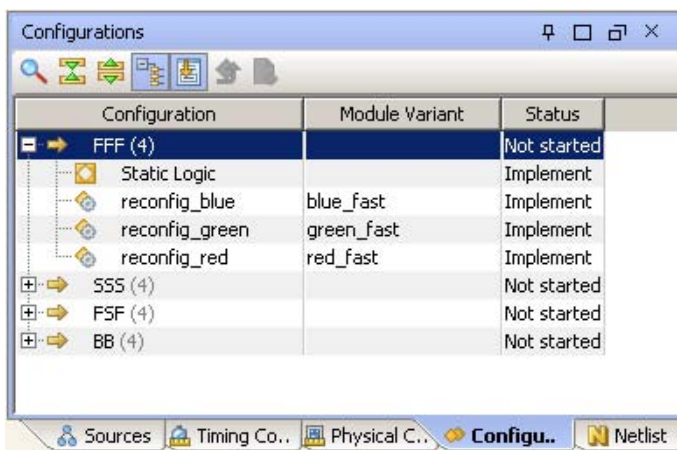 Configurations
Configuration Module Variant Status
FFF (4) Not started
Static Logic Implement
reconfig_blue blue_fast Implement
reconfig_green green_fast Implement
reconfig_red red_fast Implement
SSS (4) Not started
FSF (4) Not started
BB (4) Not started
Sources Timing Co.. Physical C.. Configu.. Netlist